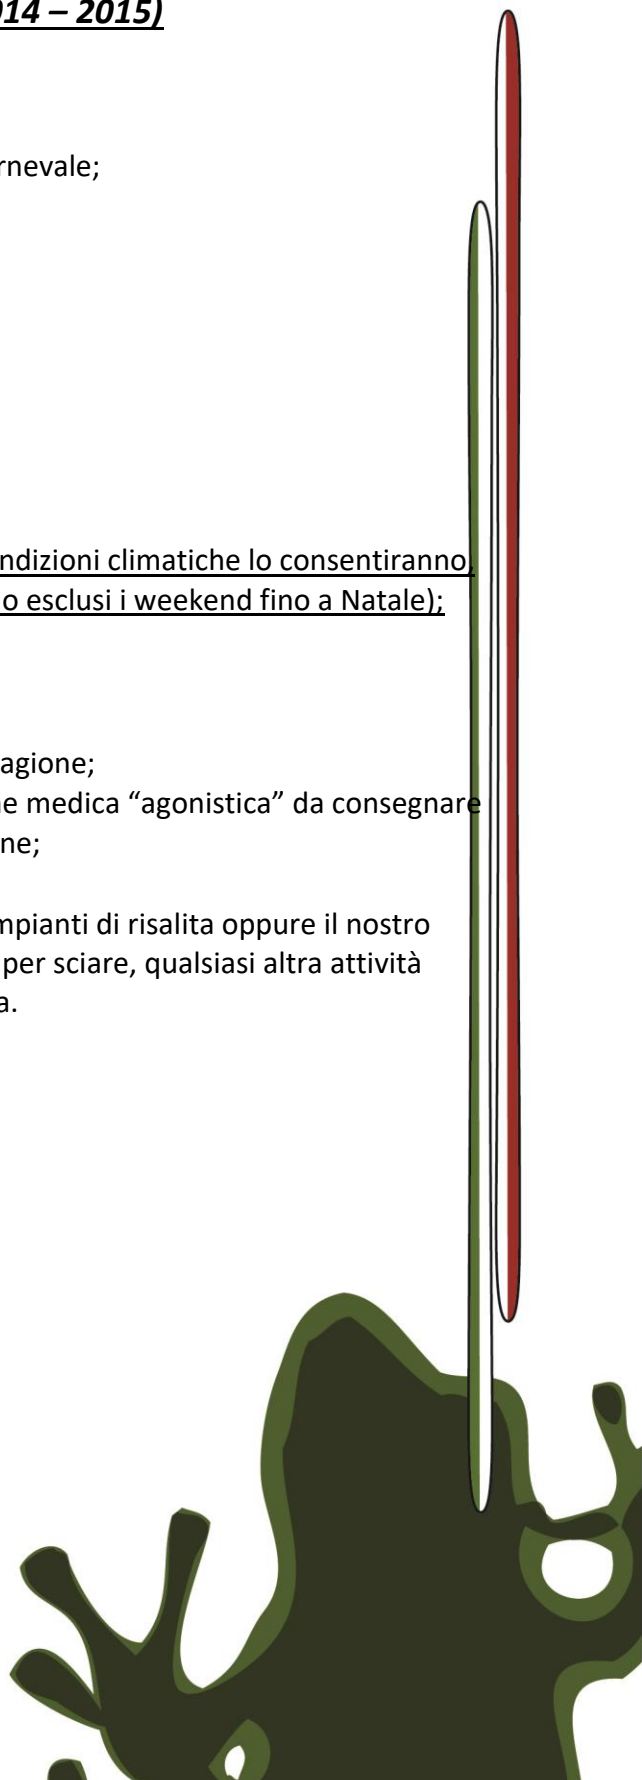 014 – 2015)
rnevale;
ndizioni climatiche lo consentiranno,
o esclusi i weekend fino a Natale);
agione;
ne medica “agonistica” da consegnare
ne;
mpianti di risalita oppure il nostro
per sciare, qualsiasi altra attività
a.